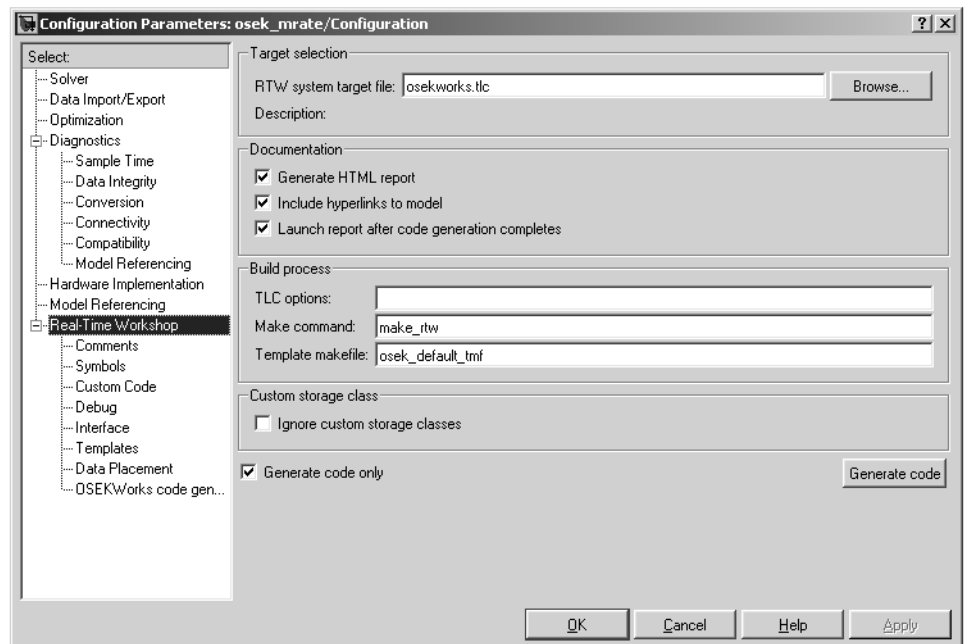 Configuration Parameters: osek_mrate/Configuration
Select:
Solver
Data Import/Export
Optimization
Diagnostics
Sample Time
Data Integrity
Conversion
Connectivity
Compatibility
Model Referencing
Hardware Implementation
Model Referencing
Real-Time Workshop
Comments
Symbols
Custom Code
Debug
Interface
Templates
Data Placement
OSEKWorks code gen...
Target selection
RTW system target file: osekworks.tlc Browse...
Description:
Documentation
Generate HTML report
Include hyperlinks to model
Launch report after code generation completes
Build process
TLC options:
Make command: make_rtw
Template makefile: osek_default_tmf
Custom storage class
Ignore custom storage classes
Generate code only Generate code
OK Cancel Help Apply